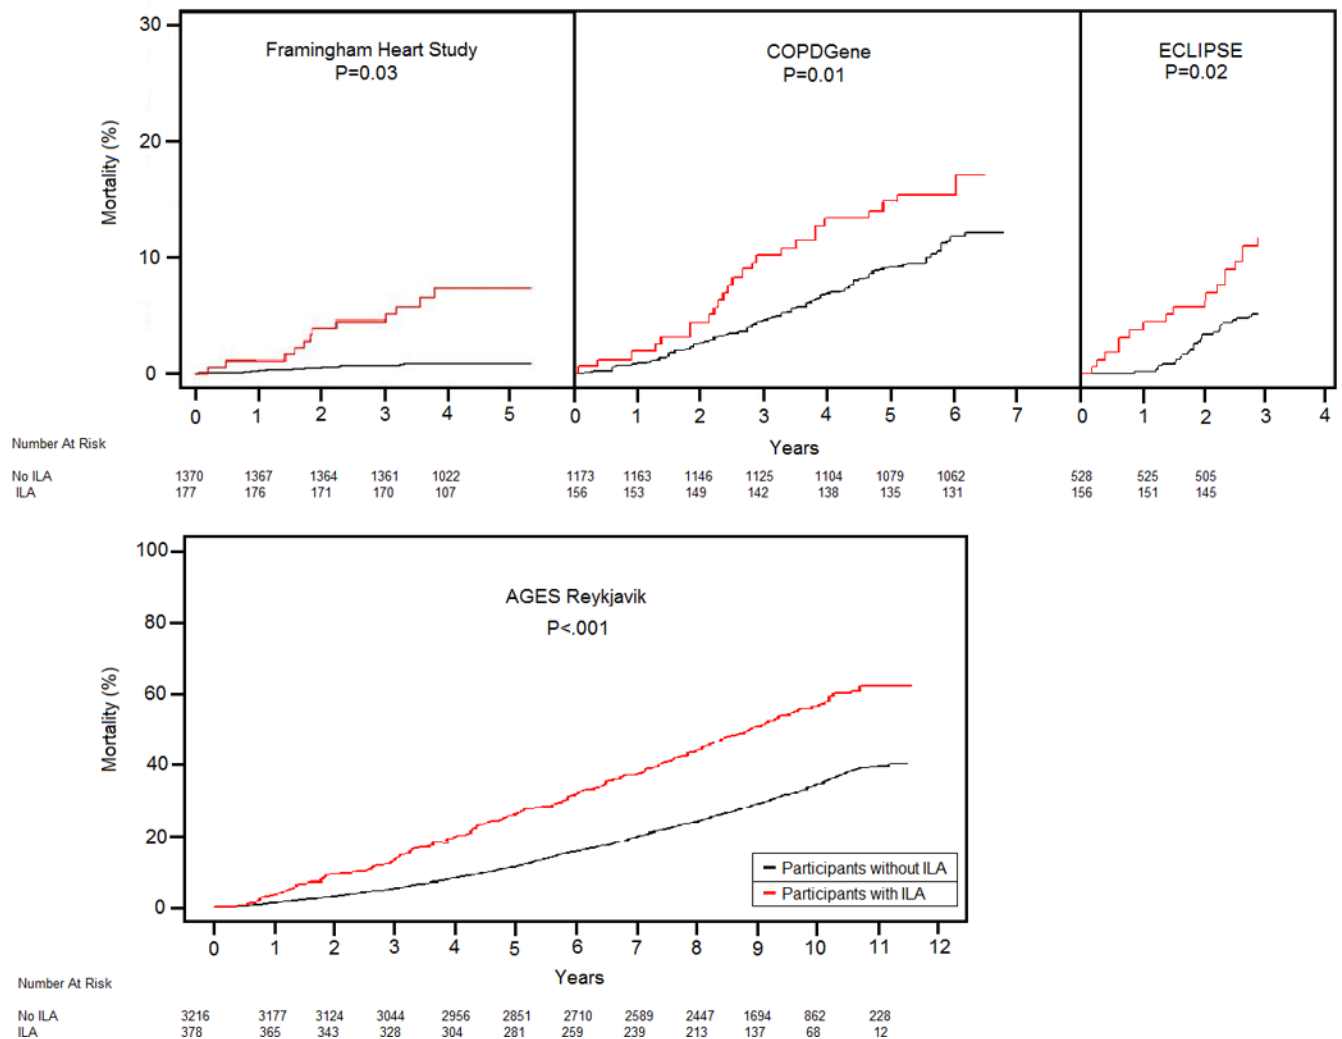 30
20
10
0
Mortality (%)
Framingham Heart Study
P=0.03
COPDGene
P=0.01
ECLIPSE
P=0.02
0 1 2 3 4 5
0 1 2 3 4 5 6 7
0 1 2 3 4
Years
Number At Risk
No ILA 1370 1367 1364 1361 1022 1173 1163 1146 1125 1104 1079 1062 528 525 505
ILA 177 176 171 170 107 156 153 149 142 138 135 131 156 151 145
100
80
60
40
20
0
Mortality (%)
AGES Reykjavik
P<.001
Participants without ILA
Participants with ILA
0 1 2 3 4 5 6 7 8 9 10 11 12
Years
Number At Risk
No ILA 3216 3177 3124 3044 2956 2851 2710 2589 2447 1694 862 228
ILA 378 365 343 328 304 281 259 239 213 137 68 12